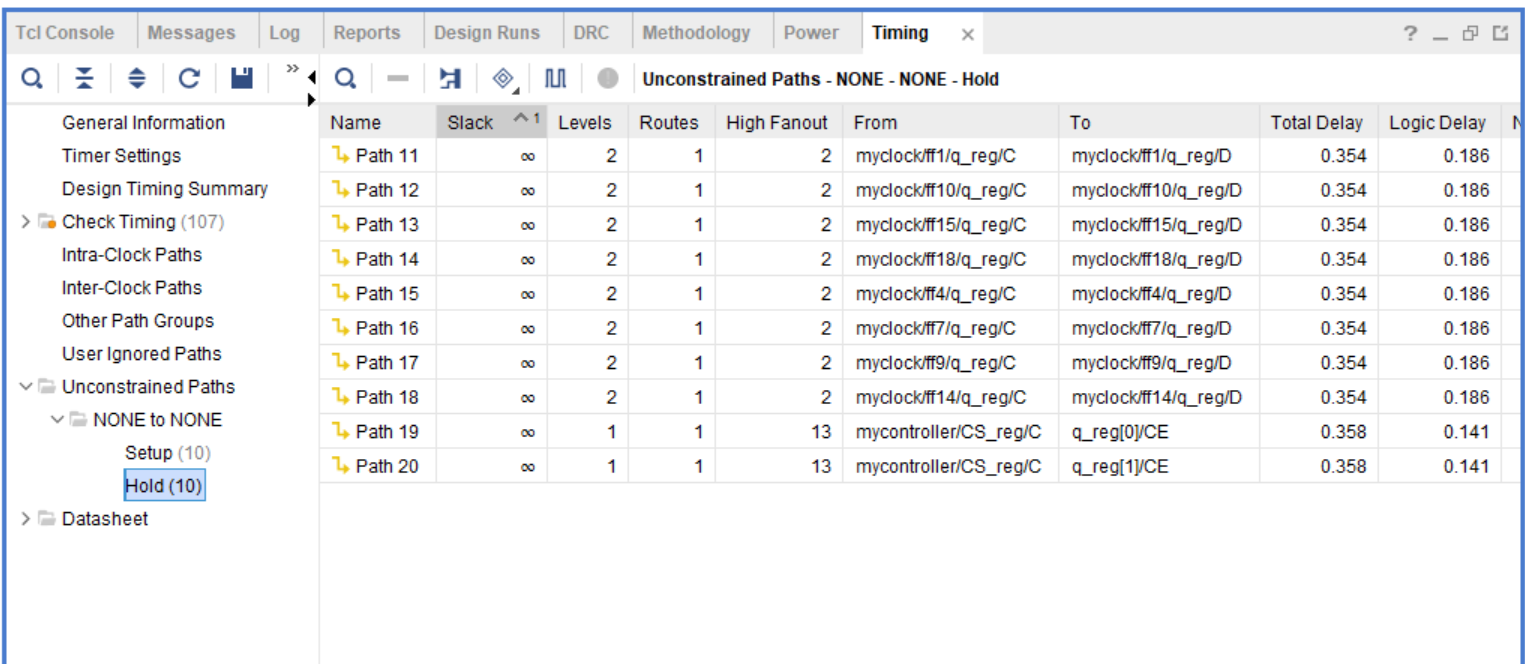 Tcl Console Messages Log Reports Design Runs DRC Methodology Power Timing × ?
» Unconstrained Paths - NONE - NONE - Hold
General Information
Timer Settings
Design Timing Summary
Check Timing (107)
Intra-Clock Paths
Inter-Clock Paths
Other Path Groups
User Ignored Paths
Unconstrained Paths
NONE to NONE
Setup (10)
Hold (10)
Datasheet
Name Slack ^1 Levels Routes High Fanout From To Total Delay Logic Delay N
Path 11 ∞ 2 1 2 myclock/ff1/q_reg/C myclock/ff1/q_reg/D 0.354 0.186
Path 12 ∞ 2 1 2 myclock/ff10/q_reg/C myclock/ff10/q_reg/D 0.354 0.186
Path 13 ∞ 2 1 2 myclock/ff15/q_reg/C myclock/ff15/q_reg/D 0.354 0.186
Path 14 ∞ 2 1 2 myclock/ff18/q_reg/C myclock/ff18/q_reg/D 0.354 0.186
Path 15 ∞ 2 1 2 myclock/ff4/q_reg/C myclock/ff4/q_reg/D 0.354 0.186
Path 16 ∞ 2 1 2 myclock/ff7/q_reg/C myclock/ff7/q_reg/D 0.354 0.186
Path 17 ∞ 2 1 2 myclock/ff9/q_reg/C myclock/ff9/q_reg/D 0.354 0.186
Path 18 ∞ 2 1 2 myclock/ff14/q_reg/C myclock/ff14/q_reg/D 0.354 0.186
Path 19 ∞ 1 1 13 mycontroller/CS_reg/C q_reg[0]/CE 0.358 0.141
Path 20 ∞ 1 1 13 mycontroller/CS_reg/C q_reg[1]/CE 0.358 0.141